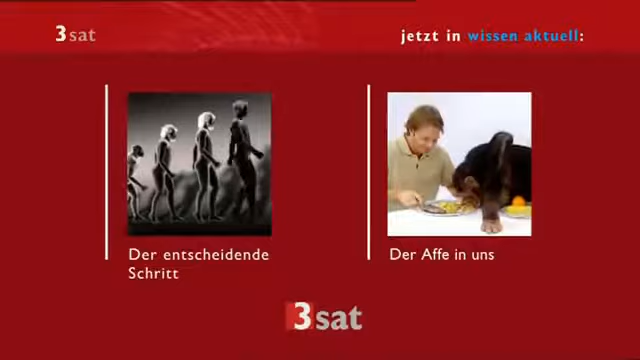 3sat
jetzt in wissen aktuell:
Der entscheidende
Schritt
Der Affe in uns
3sat